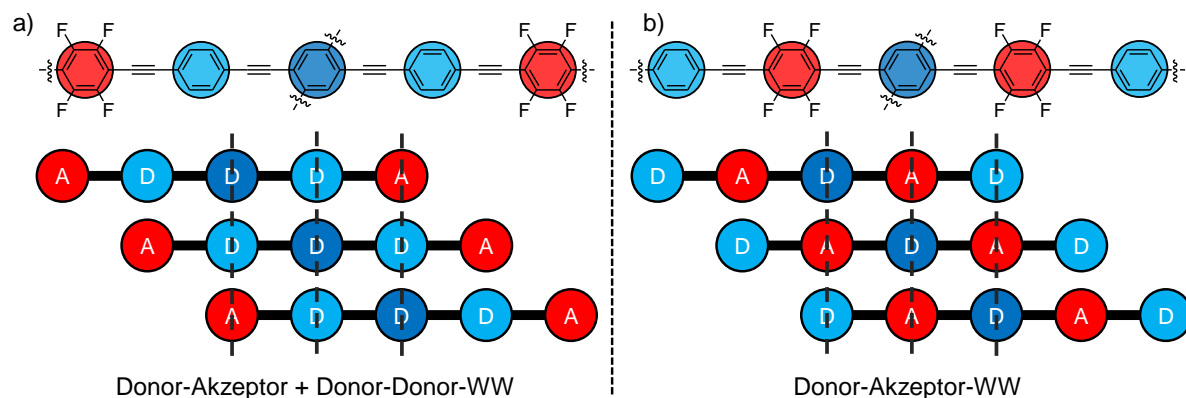 a)
F F F F
F F F F
A D D D A
A D D D A
A D D D A
Donor-Akzeptor + Donor-Donor-WW
b)
F F F F
F F F F
D A D A D
D A D A D
D A D A D
Donor-Akzeptor-WW